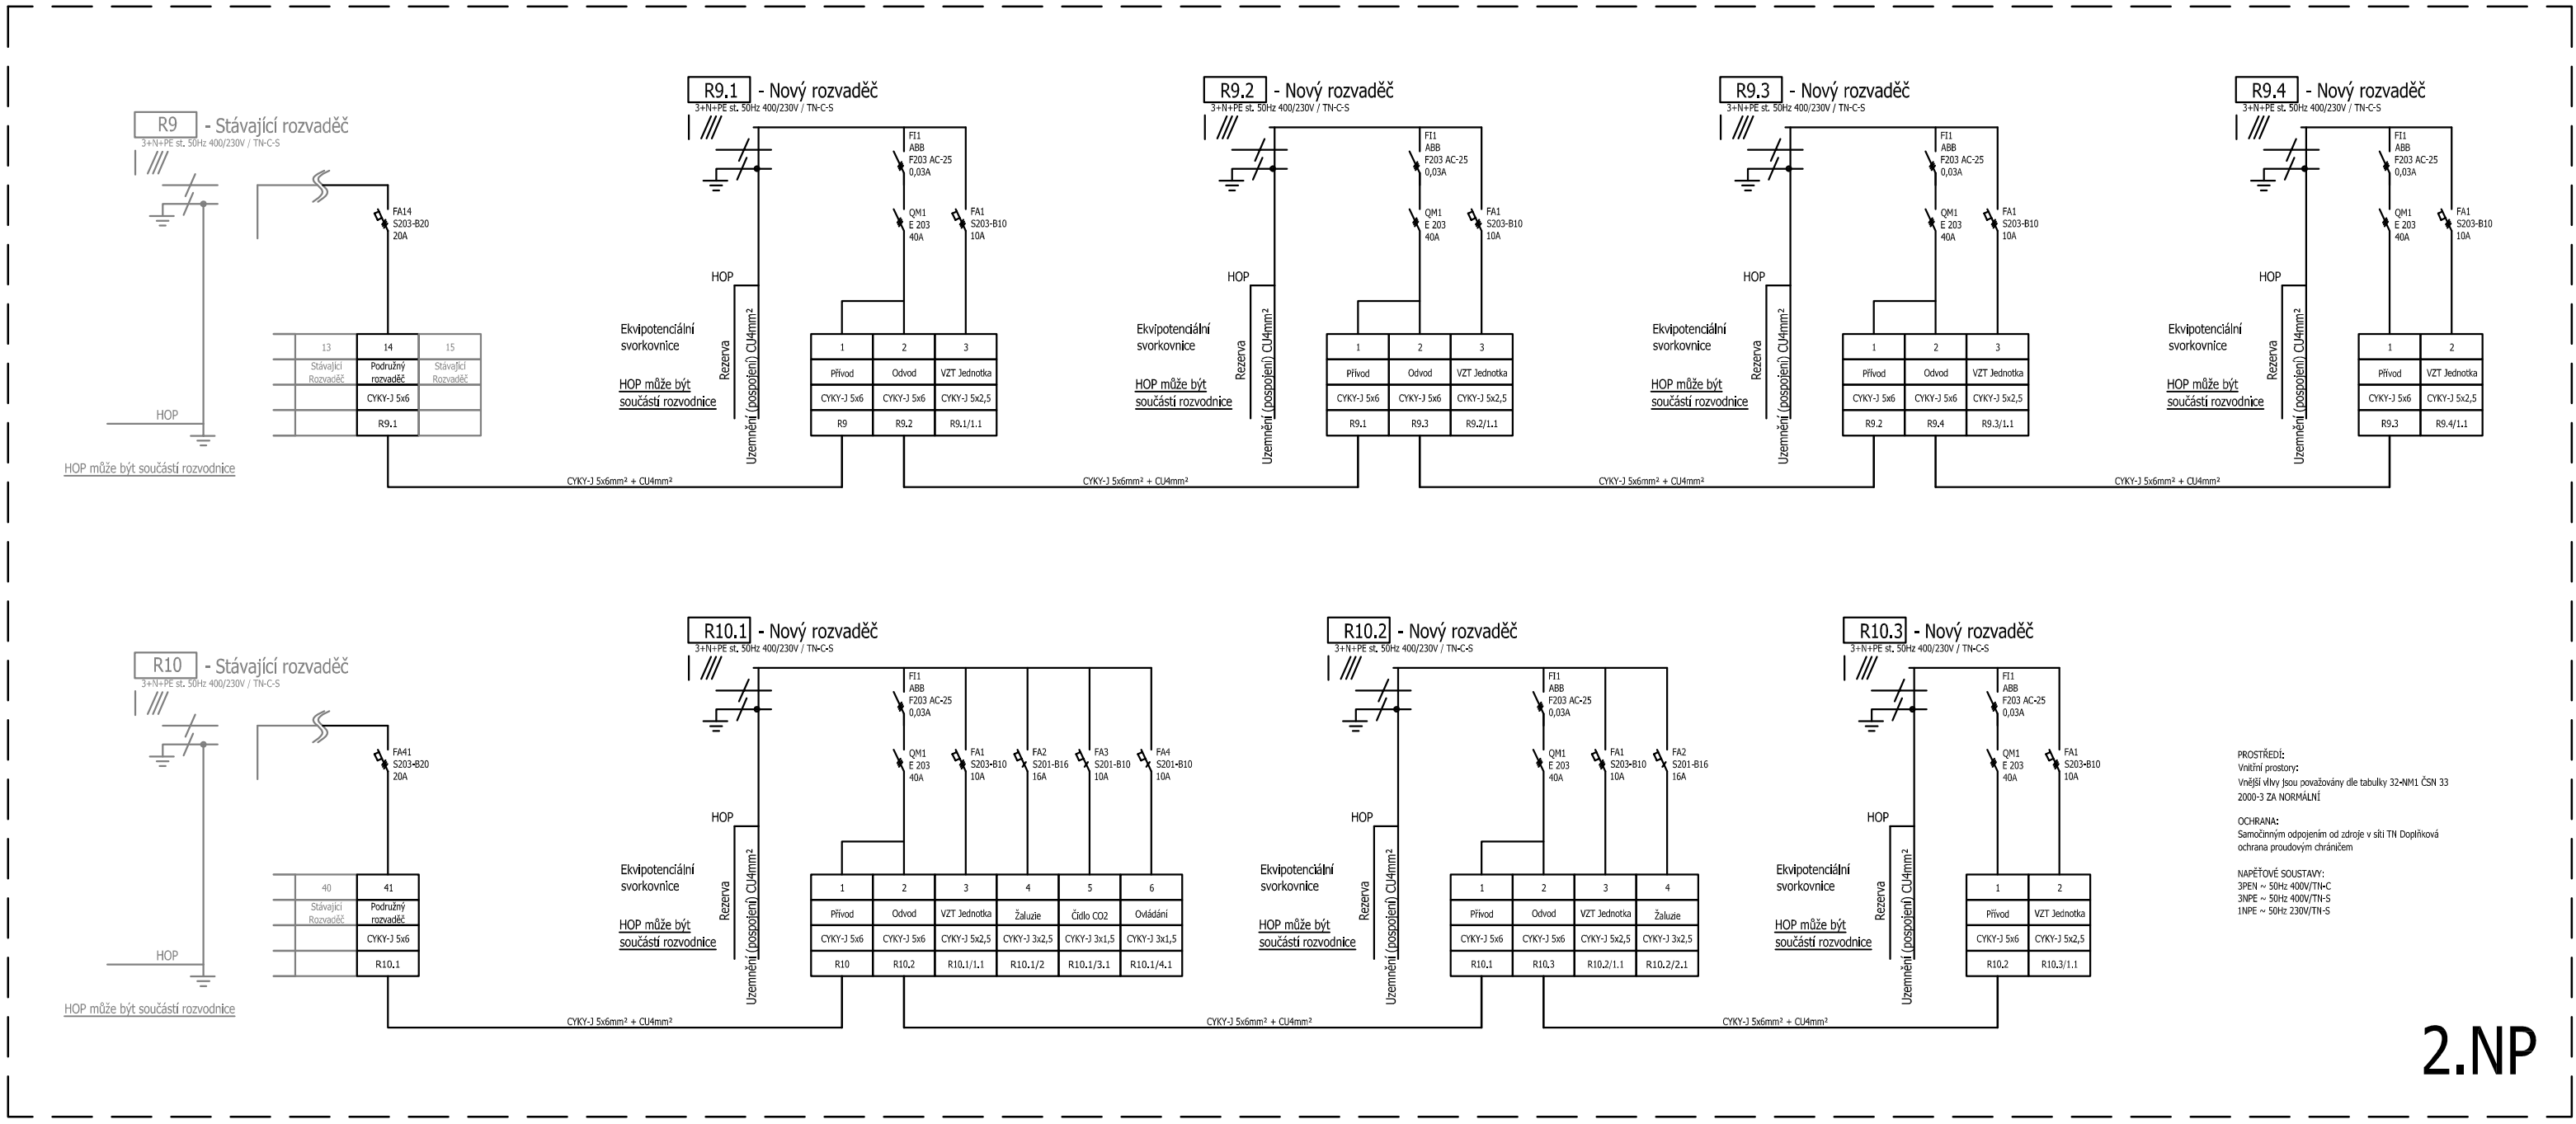 R9 - Stávající rozvaděč
3+N+PE st. 50Hz 400/230V / TN-C-S
FA14
S203-B20
20A
13 14 15
Stávající Podružný Stávající
Rozvaděč rozvaděč Rozvaděč
CYKY-J 5x6
R9.1
HOP
HOP může být součástí rozvodnice
CYKY-J 5x6mm² + CU4mm²
R9.1 - Nový rozvaděč
3+N+PE st. 50Hz 400/230V / TN-C-S
FI1
ABB
F203 AC-25
0,03A
QM1
E 203
40A
FA1
S203-B10
10A
HOP
Rezerva
Uzemnění (pospojení) CU4mm²
Ekvipotenciální
svorkovnice
HOP může být
součástí rozvodnice
1 2 3
Přívod Odvod VZT Jednotka
CYKY-J 5x6 CYKY-J 5x6 CYKY-J 5x2,5
R9 R9.2 R9.1/1.1
CYKY-J 5x6mm² + CU4mm²
R9.2 - Nový rozvaděč
3+N+PE st. 50Hz 400/230V / TN-C-S
FI1
ABB
F203 AC-25
0,03A
QM1
E 203
40A
FA1
S203-B10
10A
HOP
Rezerva
Uzemnění (pospojení) CU4mm²
Ekvipotenciální
svorkovnice
HOP může být
součástí rozvodnice
1 2 3
Přívod Odvod VZT Jednotka
CYKY-J 5x6 CYKY-J 5x6 CYKY-J 5x2,5
R9.1 R9.3 R9.2/1.1
CYKY-J 5x6mm² + CU4mm²
R9.3 - Nový rozvaděč
3+N+PE st. 50Hz 400/230V / TN-C-S
FI1
ABB
F203 AC-25
0,03A
QM1
E 203
40A
FA1
S203-B10
10A
HOP
Rezerva
Uzemnění (pospojení) CU4mm²
Ekvipotenciální
svorkovnice
HOP může být
součástí rozvodnice
1 2 3
Přívod Odvod VZT Jednotka
CYKY-J 5x6 CYKY-J 5x6 CYKY-J 5x2,5
R9.2 R9.4 R9.3/1.1
CYKY-J 5x6mm² + CU4mm²
R9.4 - Nový rozvaděč
3+N+PE st. 50Hz 400/230V / TN-C-S
FI1
ABB
F203 AC-25
0,03A
QM1
E 203
40A
FA1
S203-B10
10A
HOP
Rezerva
Uzemnění (pospojení) CU4mm²
Ekvipotenciální
svorkovnice
HOP může být
součástí rozvodnice
1 2
Přívod VZT Jednotka
CYKY-J 5x6 CYKY-J 5x2,5
R9.3 R9.4/1.1
R10 - Stávající rozvaděč
3+N+PE st. 50Hz 400/230V / TN-C-S
FA41
S203-B20
20A
40 41
Stávající Podružný
Rozvaděč rozvaděč
CYKY-J 5x6
R10.1
HOP
HOP může být součástí rozvodnice
CYKY-J 5x6mm² + CU4mm²
R10.1 - Nový rozvaděč
3+N+PE st. 50Hz 400/230V / TN-C-S
FI1
ABB
F203 AC-25
0,03A
QM1
E 203
40A
FA1
S203-B10
10A
FA2
S201-B16
16A
FA3
S201-B10
10A
FA4
S201-B10
10A
HOP
Rezerva
Uzemnění (pospojení) CU4mm²
Ekvipotenciální
svorkovnice
HOP může být
součástí rozvodnice
1 2 3 4 5 6
Přívod Odvod VZT Jednotka Žaluzie Čidlo CO2 Ovládání
CYKY-J 5x6 CYKY-J 5x6 CYKY-J 5x2,5 CYKY-J 3x2,5 CYKY-J 3x1,5 CYKY-J 3x1,5
R10 R10.2 R10.1/1.1 R10.1/2 R10.1/3.1 R10.1/4.1
CYKY-J 5x6mm² + CU4mm²
R10.2 - Nový rozvaděč
3+N+PE st. 50Hz 400/230V / TN-C-S
FI1
ABB
F203 AC-25
0,03A
QM1
E 203
40A
FA1
S203-B10
10A
FA2
S201-B16
16A
HOP
Rezerva
Uzemnění (pospojení) CU4mm²
Ekvipotenciální
svorkovnice
HOP může být
součástí rozvodnice
1 2 3 4
Přívod Odvod VZT Jednotka Žaluzie
CYKY-J 5x6 CYKY-J 5x6 CYKY-J 5x2,5 CYKY-J 3x2,5
R10.1 R10.3 R10.2/1.1 R10.2/2.1
CYKY-J 5x6mm² + CU4mm²
R10.3 - Nový rozvaděč
3+N+PE st. 50Hz 400/230V / TN-C-S
FI1
ABB
F203 AC-25
0,03A
QM1
E 203
40A
FA1
S203-B10
10A
HOP
Rezerva
Uzemnění (pospojení) CU4mm²
Ekvipotenciální
svorkovnice
HOP může být
součástí rozvodnice
1 2
Přívod VZT Jednotka
CYKY-J 5x6 CYKY-J 5x2,5
R10.2 R10.3/1.1
PROSTŘEDÍ:
Vnitřní prostory:
Vnější vlivy jsou považovány dle tabulky 32-NM1 ČSN 33
2000-3 ZA NORMÁLNÍ
OCHRANA:
Samočinným odpojením od zdroje v síti TN Doplňková
ochrana proudovým chráničem
NAPĚŤOVÉ SOUSTAVY:
3PEN ~ 50Hz 400V/TN-C
3NPE ~ 50Hz 400V/TN-S
1NPE ~ 50Hz 230V/TN-S
2.NP